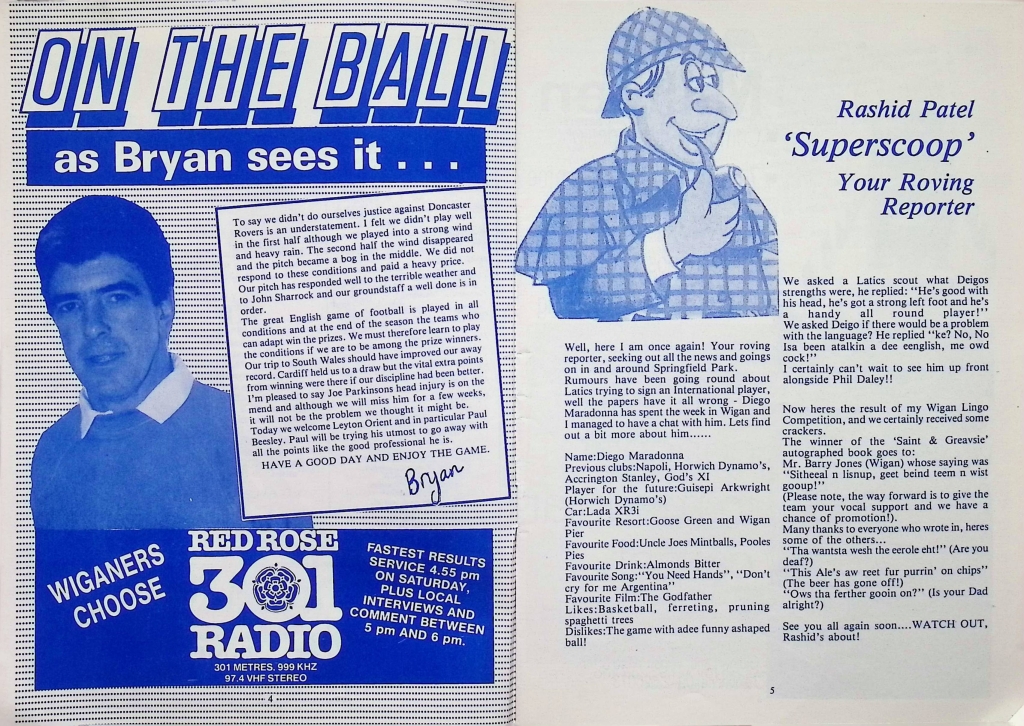 ON THE BALL
as Bryan sees it . . .
To say we didn't do ourselves justice against Doncaster
Rovers is an understatement. I felt we didn't play well
in the first half although we played into a strong wind
and heavy rain. The second half the wind disappeared
and the pitch became a bog in the middle. We did not
respond to these conditions and paid a heavy price.
Our pitch has responded well to the terrible weather and
to John Sharrock and our groundstaff a well done is in
order.
The great English game of football is played in all
conditions and at the end of the season the teams who
can adapt win the prizes. We must therefore learn to play
the conditions if we are to be among the prize winners.
Our trip to South Wales should have improved our away
record. Cardiff held us to a draw but the vital extra points
from winning were there if our discipline had been better.
I'm pleased to say Joe Parkinsons head injury is on the
mend and although we will miss him for a few weeks,
it will not be the problem we thought it might be.
Today we welcome Leyton Orient and in particular Paul
Beesley. Paul will be trying his utmost to go away with
all the points like the good professional he is.
HAVE A GOOD DAY AND ENJOY THE GAME.
Bryan
WIGANERS
CHOOSE
RED ROSE
301
RADIO
301 METRES. 999 KHZ
97.4 VHF STEREO
FASTEST RESULTS
SERVICE 4.55 pm
ON SATURDAY,
PLUS LOCAL
INTERVIEWS AND
COMMENT BETWEEN
5 pm AND 6 pm.
4
Rashid Patel
'Superscoop'
Your Roving
Reporter
Well, here I am once again! Your roving
reporter, seeking out all the news and goings
on in and around Springfield Park.
Rumours have been going round about
Latics trying to sign an International player,
well the papers have it all wrong - Diego
Maradonna has spent the week in Wigan and
I managed to have a chat with him. Lets find
out a bit more about him......
Name:Diego Maradonna
Previous clubs:Napoli, Horwich Dynamo's,
Accrington Stanley, God's XI
Player for the future:Guisepi Arkwright
(Horwich Dynamo's)
Car:Lada XR3i
Favourite Resort:Goose Green and Wigan
Pier
Favourite Food:Uncle Joes Mintballs, Pooles
Pies
Favourite Drink:Almonds Bitter
Favourite Song:"You Need Hands", "Don't
cry for me Argentina"
Favourite Film:The Godfather
Likes:Basketball, ferreting, pruning
spaghetti trees
Dislikes:The game with adee funny ashaped
ball!
We asked a Latics scout what Deigos
strengths were, he replied: "He's good with
his head, he's got a strong left foot and he's
a handy all round player!"
We asked Deigo if there would be a problem
with the language? He replied "ke? No, No
Isa been atalkin a dee eenglish, me owd
cock!"
I certainly can't wait to see him up front
alongside Phil Daley!!
Now heres the result of my Wigan Lingo
Competition, and we certainly received some
crackers.
The winner of the 'Saint & Greavsie'
autographed book goes to:
Mr. Barry Jones (Wigan) whose saying was
"Sitheeal n lisnup, geet beind teem n wist
gooup!"
(Please note, the way forward is to give the
team your vocal support and we have a
chance of promotion!).
Many thanks to everyone who wrote in, heres
some of the others...
"Tha wantsta wesh the eerole eht!" (Are you
deaf?)
"This Ale's aw reet fur purrin' on chips"
(The beer has gone off!)
"Ows tha ferther gooin on?" (Is your Dad
alright?)
See you all again soon....WATCH OUT,
Rashid's about!
5